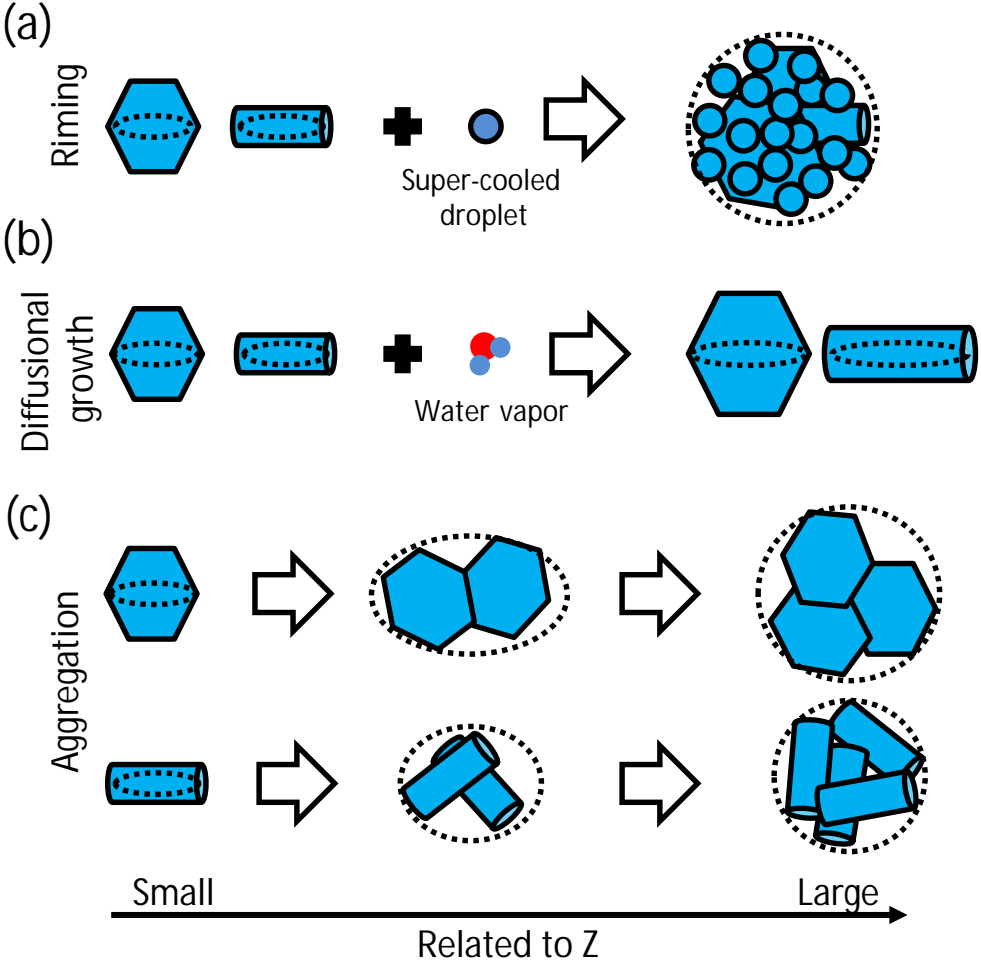 (a)
Riming
Super-cooled
droplet
(b)
Diffusional
growth
Water vapor
(c)
Aggregation
Small
Large
Related to Z